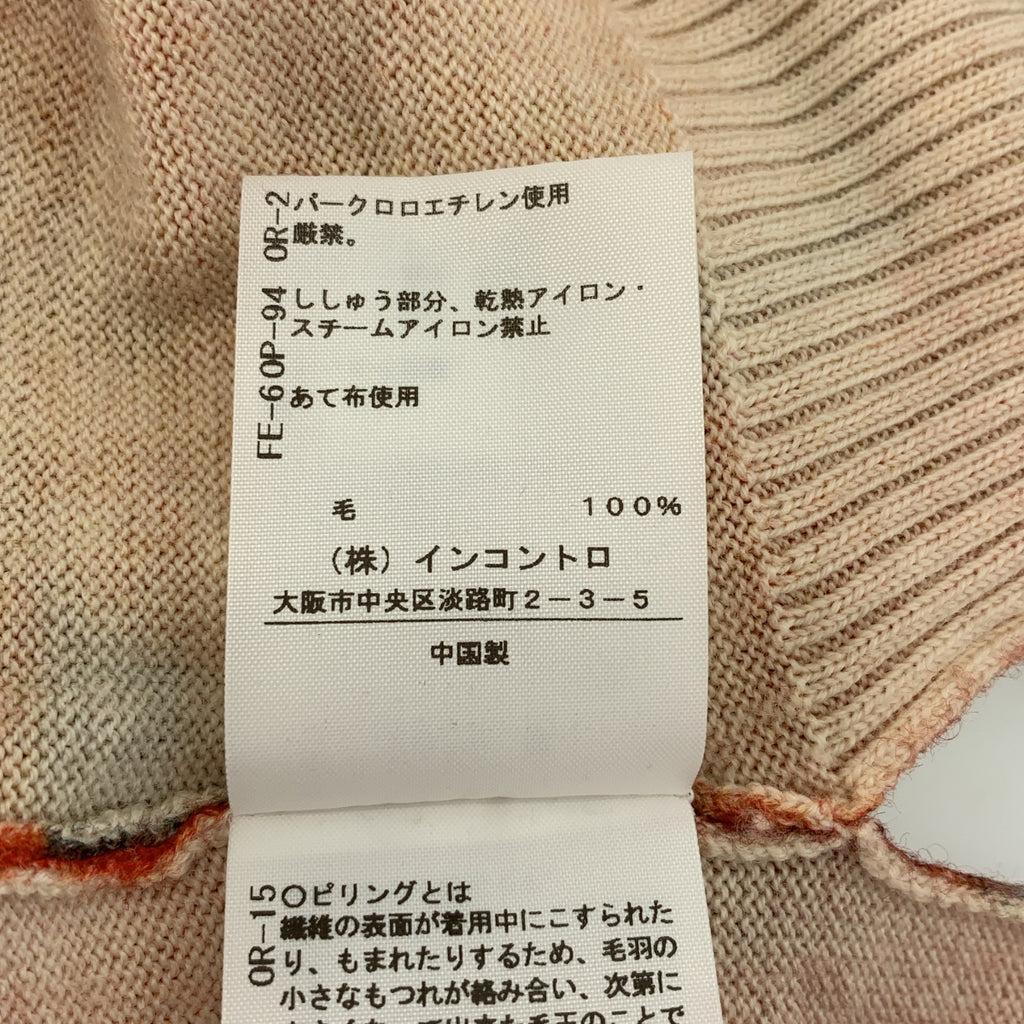 OR-2 パークロロエチレン使用
厳禁。
OP-94 ししゅう部分、乾熱アイロン・
スチームアイロン禁止
FE-6 あて布使用
毛 100%
(株)インコントロ
大阪市中央区淡路町2-3-5
中国製
OR-15 〇ピリングとは
繊維の表面が着用中にこすられた
り、もまれたりするため、毛羽の
小さなもつれが絡み合い、次第に